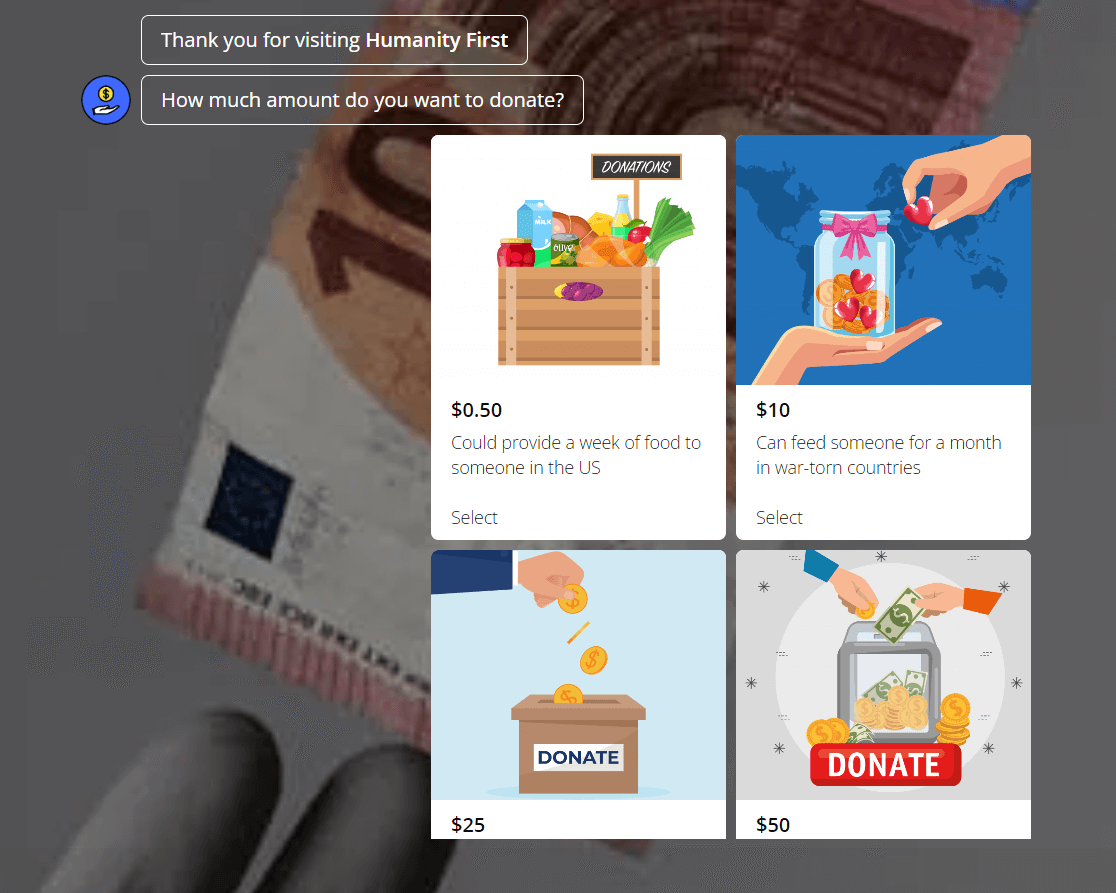 Thank you for visiting Humanity First
How much amount do you want to donate?
DONATIONS
MILK
$0.50
Could provide a week of food to
someone in the US
Select
$10
Can feed someone for a month
in war-torn countries
Select
DONATE
$25
DONATE
$50
10